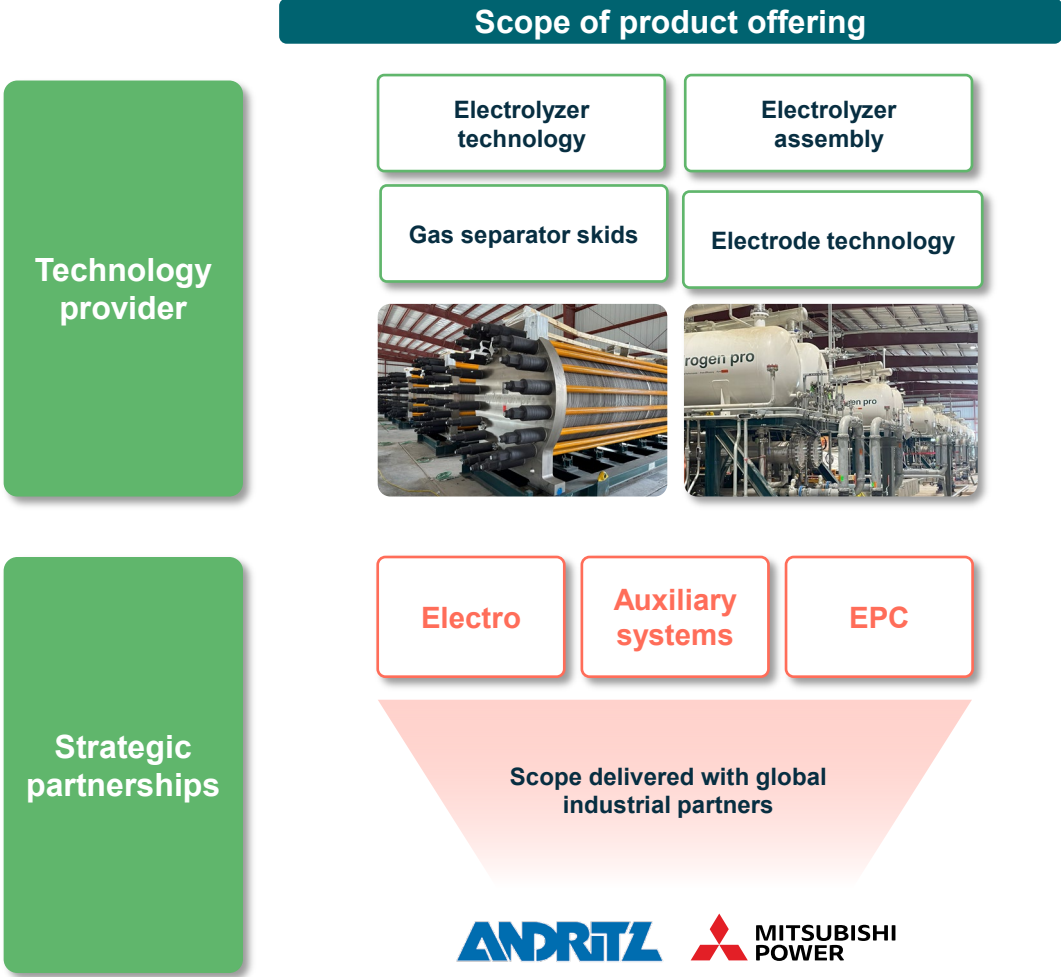 Scope of product offering
Technology
provider
Electrolyzer
technology
Electrolyzer
assembly
Gas separator skids
Electrode technology
rogen pro
en pro
Strategic
partnerships
Electro
Auxiliary
systems
EPC
Scope delivered with global
industrial partners
ANDRITZ
MITSUBISHI
POWER